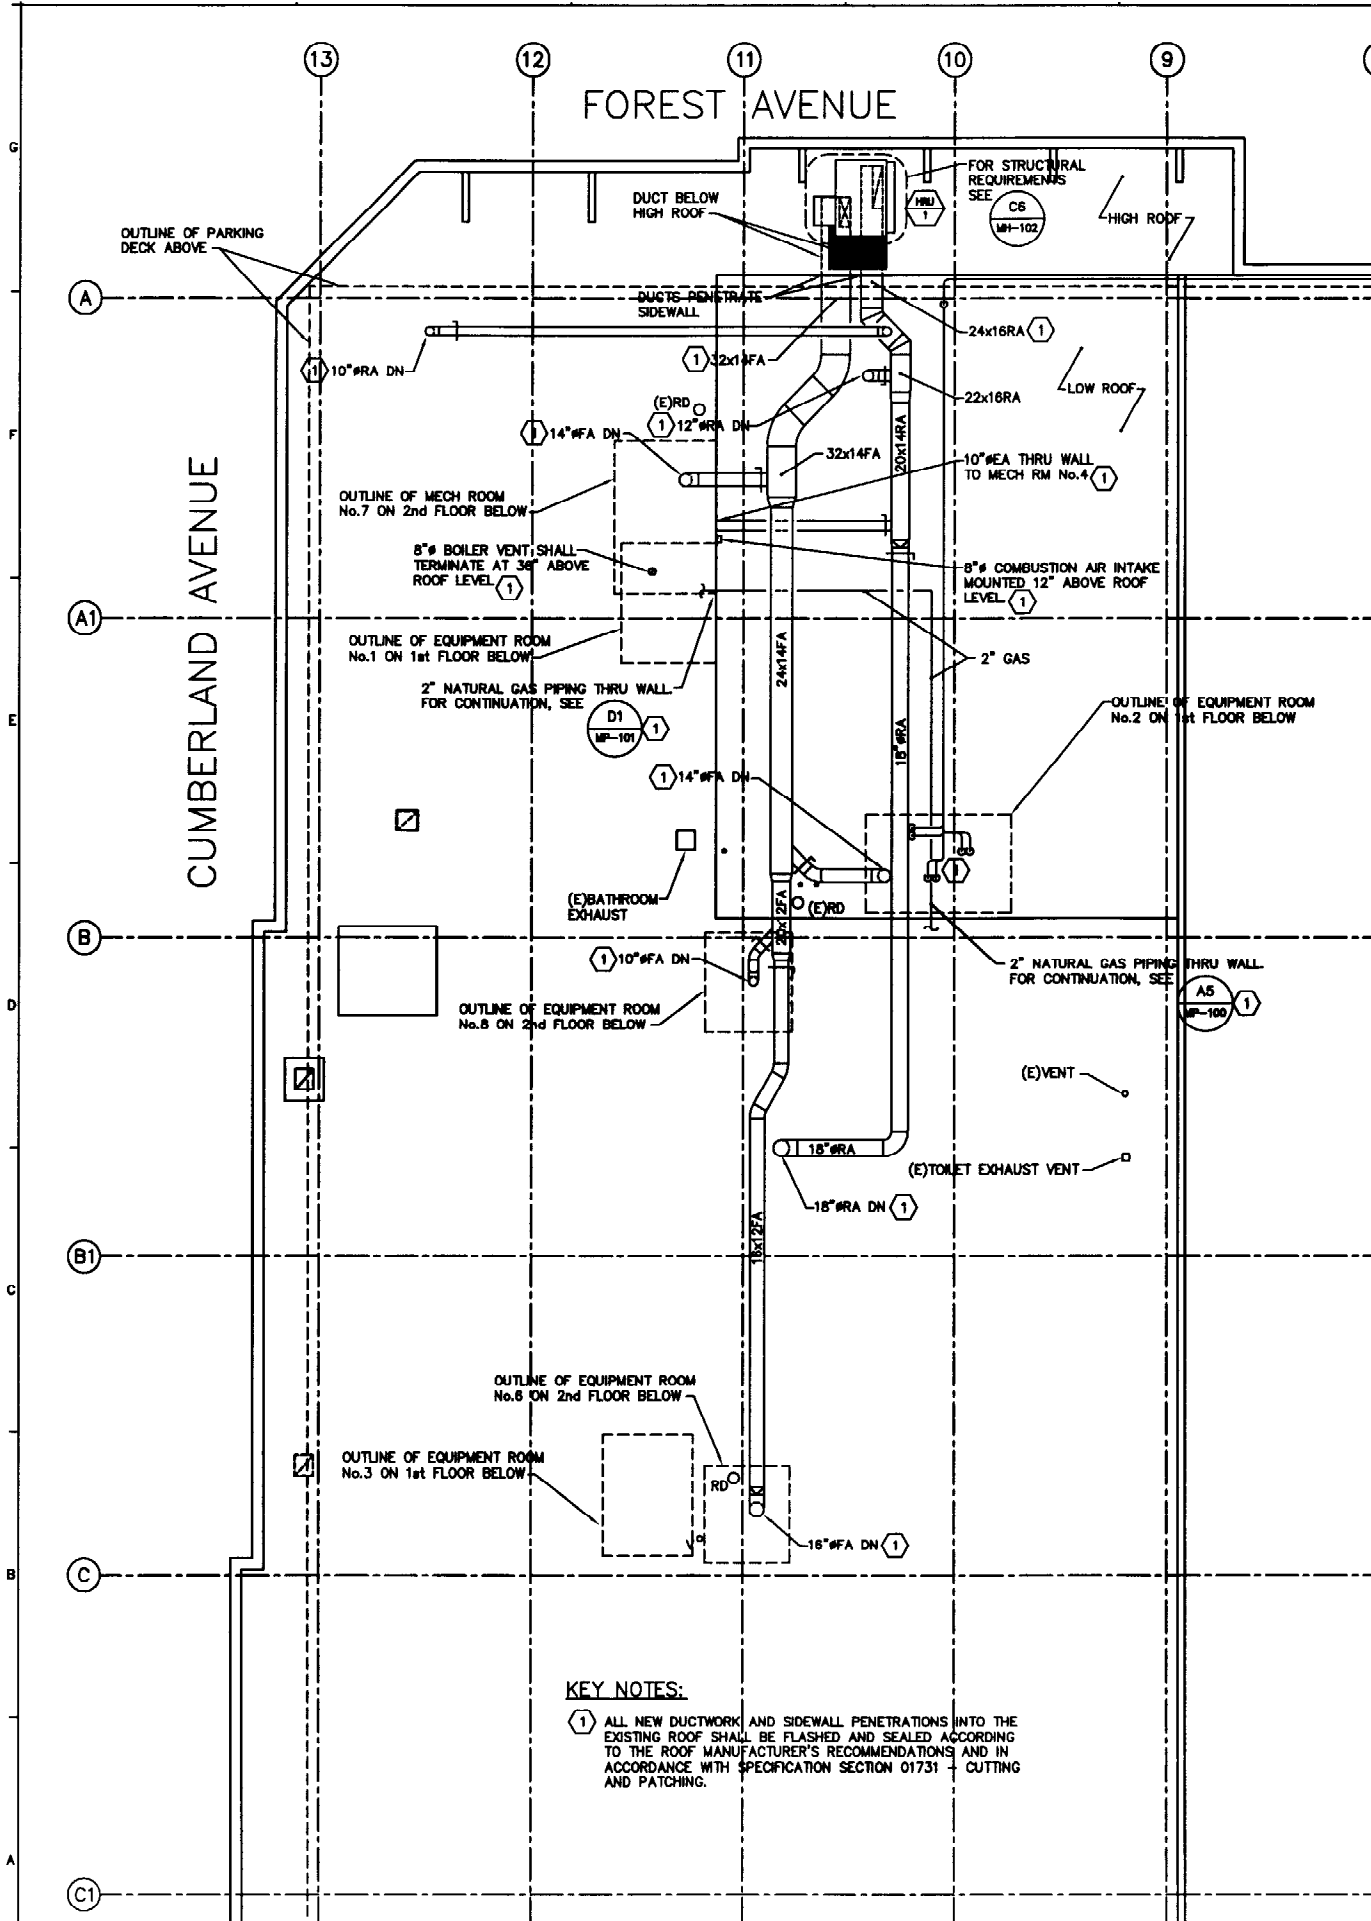 13
12
11
10
9
FOREST AVENUE
G
FOR STRUCTURAL
REQUIREMENTS
SEE
C6
MH-102
HRU
1
DUCT BELOW
HIGH ROOF
HIGH ROOF
OUTLINE OF PARKING
DECK ABOVE
A
DUCTS PENETRATE
SIDEWALL
24x16RA
1
1
32x14FA
1
10"øRA DN
LOW ROOF
22x16RA
(E)RD
1
12"øRA DN
F
1
14"øFA DN
20x14RA
32x14FA
10"øEA THRU WALL
TO MECH RM No.4
1
OUTLINE OF MECH ROOM
No.7 ON 2nd FLOOR BELOW
8"ø BOILER VENT SHALL
TERMINATE AT 36" ABOVE
ROOF LEVEL
1
8"ø COMBUSTION AIR INTAKE
MOUNTED 12" ABOVE ROOF
LEVEL
1
A1
CUMBERLAND AVENUE
OUTLINE OF EQUIPMENT ROOM
No.1 ON 1st FLOOR BELOW
24x14FA
2" GAS
2" NATURAL GAS PIPING THRU WALL.
FOR CONTINUATION, SEE
D1
MP-101
1
OUTLINE OF EQUIPMENT ROOM
No.2 ON 1st FLOOR BELOW
E
18"øRA
1
14"øFA DN
1
(E)BATHROOM
EXHAUST
(E)RD
20x12FA
B
1
10"øFA DN
2" NATURAL GAS PIPING THRU WALL.
FOR CONTINUATION, SEE
A5
MP-100
1
D
OUTLINE OF EQUIPMENT ROOM
No.8 ON 2nd FLOOR BELOW
(E)VENT
18"øRA
(E)TOILET EXHAUST VENT
18"øRA DN
1
16x12FA
B1
C
OUTLINE OF EQUIPMENT ROOM
No.6 ON 2nd FLOOR BELOW
OUTLINE OF EQUIPMENT ROOM
No.3 ON 1st FLOOR BELOW
RD
16"øFA DN
1
B
C
KEY NOTES:
1
ALL NEW DUCTWORK AND SIDEWALL PENETRATIONS INTO THE
EXISTING ROOF SHALL BE FLASHED AND SEALED ACCORDING
TO THE ROOF MANUFACTURER'S RECOMMENDATIONS AND IN
ACCORDANCE WITH SPECIFICATION SECTION 01731 - CUTTING
AND PATCHING.
A
C1